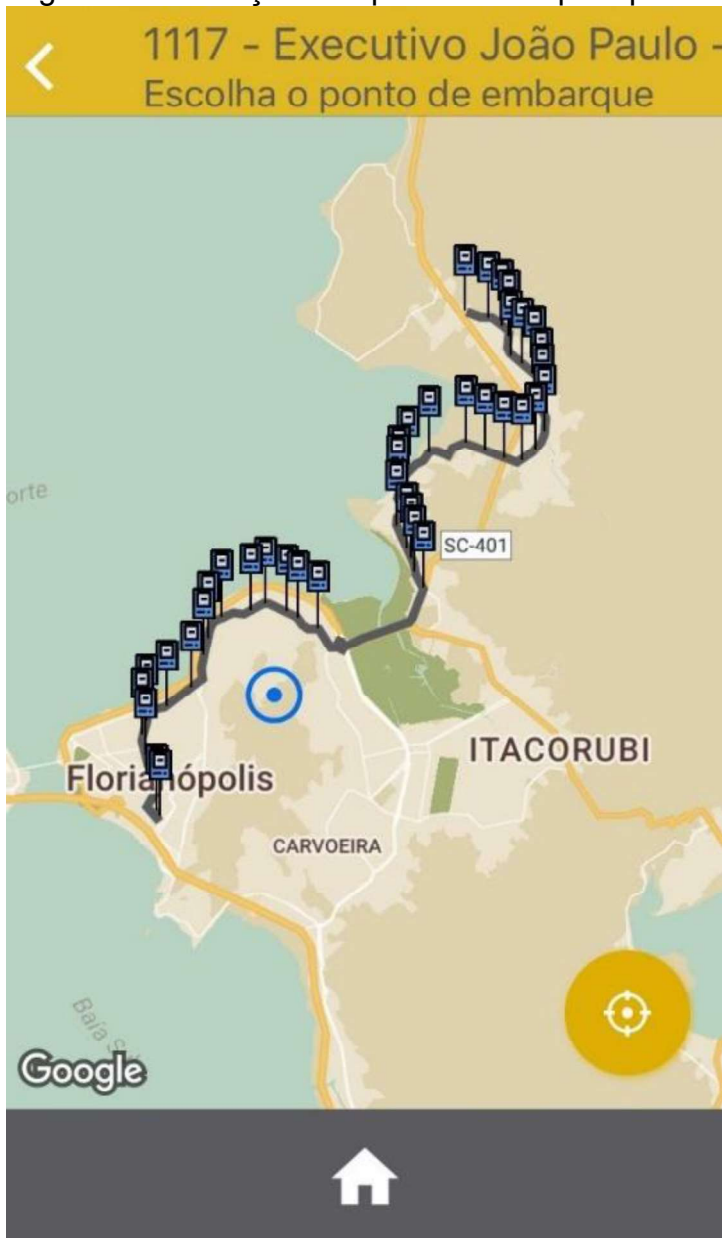 1117 - Executivo João Paulo -
Escolha o ponto de embarque
orte
SC-401
ITACORUBI
Florianópolis
CARVOEIRA
Baía S
Google